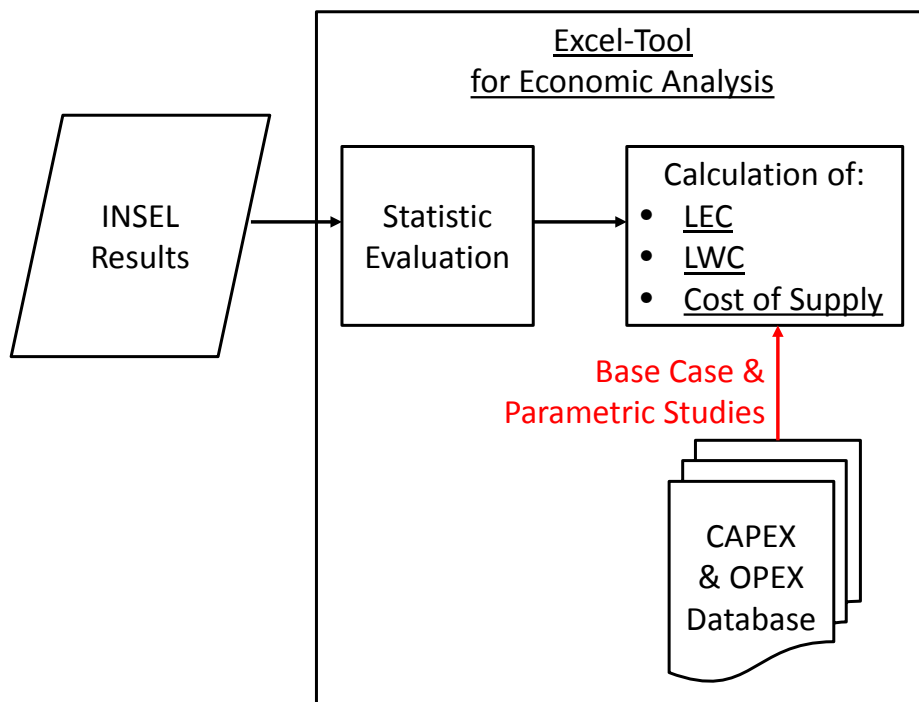 Excel-Tool
for Economic Analysis
INSEL
Results
Statistic
Evaluation
Calculation of:
• LEC
• LWC
• Cost of Supply
Base Case &
Parametric Studies
CAPEX
& OPEX
Database